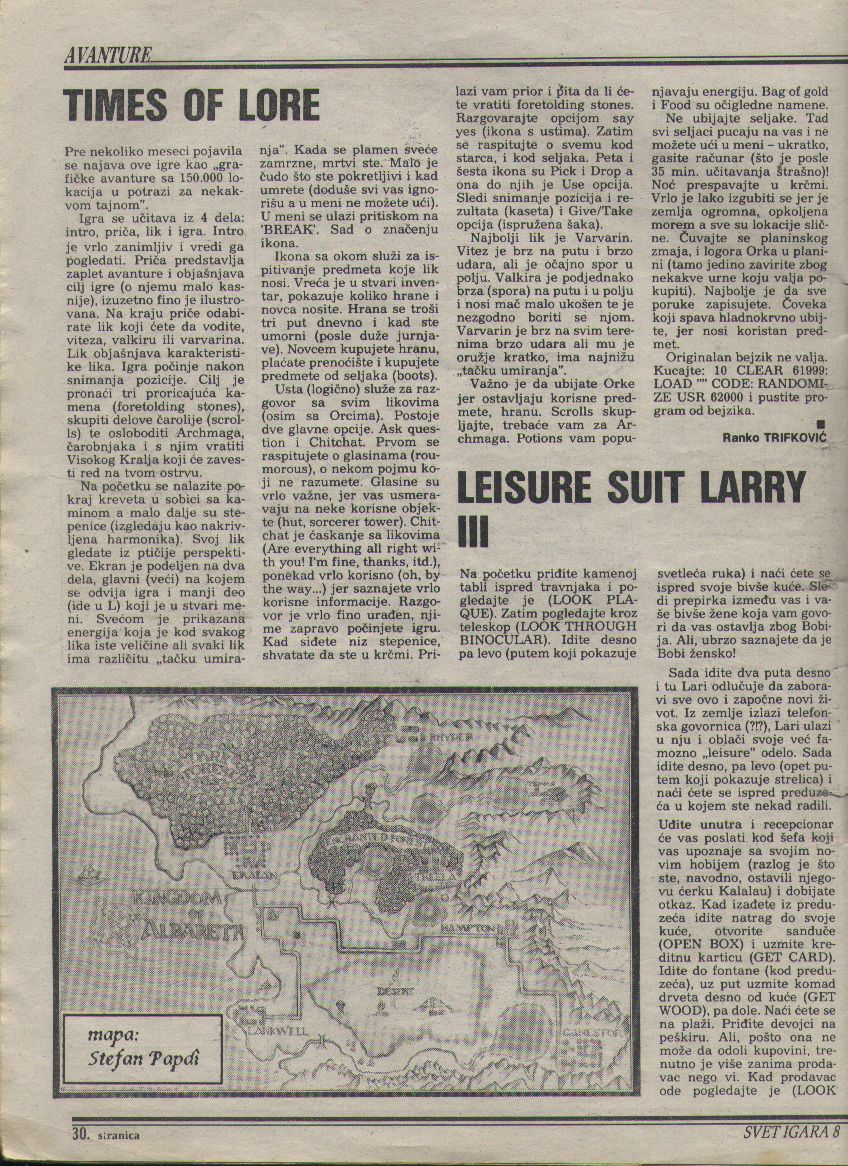 AVANTURE
TIMES OF LORE
Pre nekoliko meseci pojavila
se najava ove igre kao „gra-
fičke avanture sa 150.000 lo-
kacija u potrazi za nekak-
vom tajnom".
Igra se učitava iz 4 dela:
intro, priča, lik i igra. Intro
je vrlo zanimljiv i vredi ga
pogledati. Priča predstavlja
zaplet avanture i objašnjava
cilj igre (o njemu malo kas-
nije), izuzetno fino je ilustro-
vana. Na kraju priče odabi-
rate lik koji ćete da vodite,
viteza, valkiru ili varvarina.
Lik objašnjava karakteristi-
ke lika. Igra počinje nakon
snimanja pozicije. Cilj je
pronaći tri proricajuća ka-
mena (foretolding stones),
skupiti delove čarolije (scrol-
ls) te osloboditi Archmaga,
čarobnjaka i s njim vratiti
Visokog Kralja koji će zaves-
ti red na tvom ostrvu.
Na početku se nalazite po-
kraj kreveta u sobici sa ka-
minom a malo dalje su ste-
penice (izgledaju kao nakriv-
ljena harmonika). Svoj lik
gledate iz ptičije perspekti-
ve. Ekran je podeljen na dva
dela, glavni (veći) na kojem
se odvija igra i manji deo
(ide u L) koji je u stvari me-
ni. Svećom je prikazana
energija koja je kod svakog
lika iste veličine ali svaki lik
ima različitu „tačku umira-
nja". Kada se plamen sveće
zamrzne, mrtvi ste. Malo je
čudo što ste pokretljivi i kad
umrete (doduše svi vas igno-
rišu a u meni ne možete ući).
U meni se ulazi pritiskom na
'BREAK'. Sad o značenju
ikona.
Ikona sa okom služi za is-
pitivanje predmeta koje lik
nosi. Vreća je u stvari inven-
tar, pokazuje koliko hrane i
novca nosite. Hrana se troši
tri put dnevno i kad ste
umorni (posle duže jurnja-
ve). Novcem kupujete hranu,
plaćate prenoćište i kupujete
predmete od seljaka (boots).
Usta (logično) služe za raz-
govor sa svim likovima
(osim sa Orcima). Postoje
dve glavne opcije. Ask ques-
tion i Chitchat. Prvom se
raspitujete o glasinama (rou-
morous), o nekom pojmu ko-
ji ne razumete. Glasine su
vrlo važne, jer vas usmera-
vaju na neke korisne objek-
te (hut, sorcerer tower). Chit-
chat je ćaskanje sa likovima
(Are everything all right wi-
th you! I'm fine, thanks, itd.),
ponekad vrlo korisno (oh, by
the way...) jer saznajete vrlo
korisne informacije. Razgo-
vor je vrlo fino urađen, nji-
me zapravo počinjete igru.
Kad siđete niz stepenice,
shvatate da ste u krčmi. Pri-
lazi vam prior i pita da li će-
te vratiti foretolding stones.
Razgovarajte opcijom say
yes (ikona s ustima). Zatim
se raspitujte o svemu kod
starca, i kod seljaka. Peta i
šesta ikona su Pick i Drop a
ona do njih je Use opcija.
Sledi snimanje pozicija i re-
zultata (kaseta) i Give/Take
opcija (ispružena šaka).
Najbolji lik je Varvarin.
Vitez je brz na putu i brzo
udara, ali je očajno spor u
polju. Valkira je podjednako
brza (spora) na putu i u polju
i nosi mač malo ukošen te je
nezgodno boriti se njom.
Varvarin je brz na svim tere-
nima brzo udara ali mu je
oružje kratko, ima najnižu
„tačku umiranja".
Važno je da ubijate Orke
jer ostavljaju korisne pred-
mete, hranu. Scrolls skup-
ljajte, trebaće vam za Ar-
chmaga. Potions vam popu-
njavaju energiju. Bag of gold
i Food su očigledne namene.
Ne ubijajte seljake. Tad
svi seljaci pucaju na vas i ne
možete ući u meni – ukratko,
gasite računar (što je posle
35 min. učitavanja strašno)!
Noć prespavajte u krčmi.
Vrlo je lako izgubiti se jer je
zemlja ogromna, opkoljena
morem a sve su lokacije slič-
ne. Čuvajte se planinskog
zmaja, i logora Orka u plani-
ni (tamo jedino zavirite zbog
nekakve urne koju valja po-
kupiti). Najbolje je da sve
poruke zapisujete. Čoveka
koji spava hladnokrvno ubij-
te, jer nosi koristan pred-
met.
Originalan bejzik ne valja.
Kucajte: 10 CLEAR 61999:
LOAD "" CODE: RANDOMI-
ZE USR 62000 i pustite pro-
gram od bejzika.
Ranko TRIFKOVIĆ
LEISURE SUIT LARRY
III
Na početku priđite kamenoj
tabli ispred travnjaka i po-
gledajte je (LOOK PLA-
QUE). Zatim pogledajte kroz
teleskop (LOOK THROUGH
BINOCULAR). Idite desno
pa levo (putem koji pokazuje
svetleća ruka) i naći ćete se
ispred svoje bivše kuće. Sle-
di prepirka između vas i va-
še bivše žene koja vam govo-
ri da vas ostavlja zbog Bobi-
ja. Ali, ubrzo saznajete da je
Bobi žensko!
Sada idite dva puta desno
i tu Lari odlučuje da zabora-
vi sve ovo i započne novi ži-
vot. Iz zemlje izlazi telefon-
ska govornica (?!?), Lari ulazi
u nju i oblači svoje već fa-
mozno „leisure" odelo. Sada
idite desno, pa levo (opet pu-
tem koji pokazuje strelica) i
naći ćete se ispred preduze-
ća u kojem ste nekad radili.
Uđite unutra i recepcionar
će vas poslati kod šefa koji
vas upoznaje sa svojim no-
vim hobijem (razlog je što
ste, navodno, ostavili njego-
vu ćerku Kalalau) i dobijate
otkaz. Kad izađete iz predu-
zeća idite natrag do svoje
kuće, otvorite sanduče
(OPEN BOX) i uzmite kre-
ditnu karticu (GET CARD).
Idite do fontane (kod predu-
zeća), uz put uzmite komad
drveta desno od kuće (GET
WOOD), pa dole. Naći ćete se
na plaži. Priđite devojci na
peškiru. Ali, pošto ona ne
može da odoli kupovini, tre-
nutno je više zanima proda-
vac nego vi. Kad prodavac
ode pogledajte je (LOOK
DARK
FOREST
RHYDER
ENCHANTED FOREST
ERALAN
TREELA
KINGDOM
OF
ALBARETH
HAMPTON
DESERT
LANKWELL
GANESTOR
mapa:
Stefan Papdi
30. stranica
SVET IGARA 8